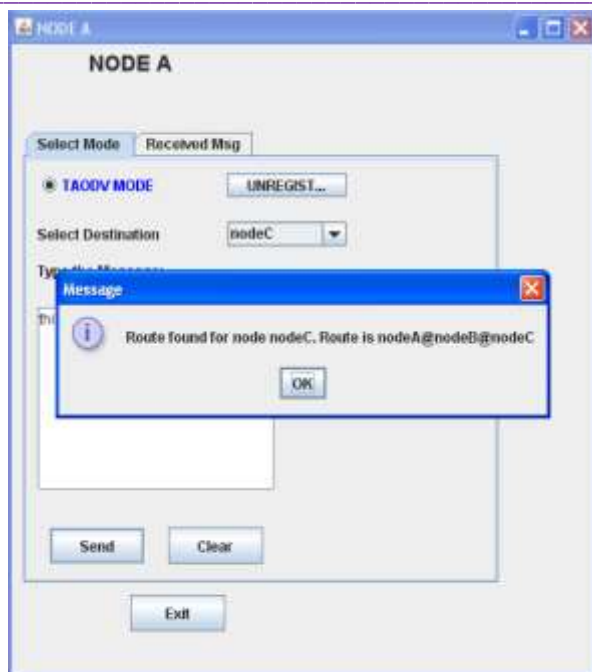 NODE A
NODE A
Select Mode
Received Msg
TAODV MODE
UNREGIST...
Select Destination
nodeC
Message
Route found for node nodeC. Route is nodeA@nodeB@nodeC
OK
Send
Clear
Exit